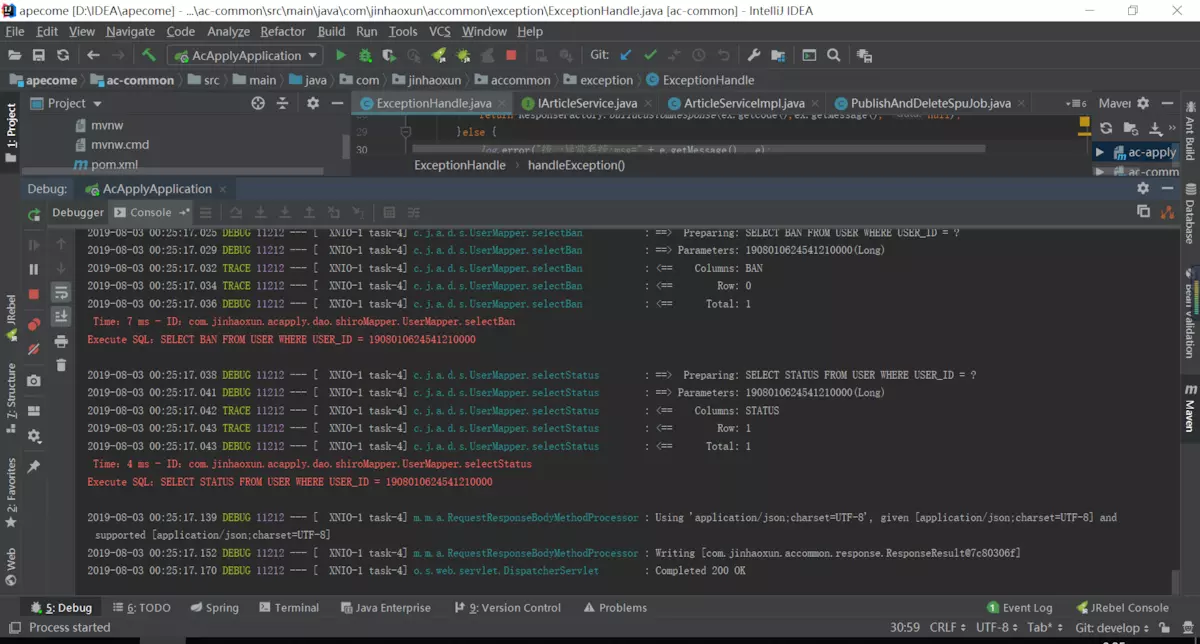 apecome [D:\IDEA\apecome] - ...\ac-common\src\main\java\com\jinhaoxun\accommon\exception\ExceptionHandle.java [ac-common] - IntelliJ IDEA
File Edit View Navigate Code Analyze Refactor Build Run Tools VCS Window Help
AcApplyApplication Git:
apecome ac-common src main java com jinhaoxun accommon exception ExceptionHandle
1: Project
Project
ExceptionHandle.java IArticleService.java ArticleServiceImpl.java PublishAndDeleteSpuJob.java
Maven
Ant Build
mvnw
mvnw.cmd
pom.xml
29 }else {
30
ExceptionHandle handleException()
ac-apply
ac-comm
Debug: AcApplyApplication
Debugger Console
2019-08-03 00:25:17.025 DEBUG 11212 --- [ XNIO-1 task-4] c.j.a.d.s.UserMapper.selectBan : ==> Preparing: SELECT BAN FROM USER WHERE USER_ID = ?
2019-08-03 00:25:17.029 DEBUG 11212 --- [ XNIO-1 task-4] c.j.a.d.s.UserMapper.selectBan : ==> Parameters: 1908010624541210000(Long)
2019-08-03 00:25:17.032 TRACE 11212 --- [ XNIO-1 task-4] c.j.a.d.s.UserMapper.selectBan : <== Columns: BAN
2019-08-03 00:25:17.034 TRACE 11212 --- [ XNIO-1 task-4] c.j.a.d.s.UserMapper.selectBan : <== Row: 0
2019-08-03 00:25:17.036 DEBUG 11212 --- [ XNIO-1 task-4] c.j.a.d.s.UserMapper.selectBan : <== Total: 1
Time: 7 ms - ID: com.jinhaoxun.acapply.dao.shiroMapper.UserMapper.selectBan
Execute SQL: SELECT BAN FROM USER WHERE USER_ID = 1908010624541210000
2019-08-03 00:25:17.038 DEBUG 11212 --- [ XNIO-1 task-4] c.j.a.d.s.UserMapper.selectStatus : ==> Preparing: SELECT STATUS FROM USER WHERE USER_ID = ?
2019-08-03 00:25:17.041 DEBUG 11212 --- [ XNIO-1 task-4] c.j.a.d.s.UserMapper.selectStatus : ==> Parameters: 1908010624541210000(Long)
2019-08-03 00:25:17.042 TRACE 11212 --- [ XNIO-1 task-4] c.j.a.d.s.UserMapper.selectStatus : <== Columns: STATUS
2019-08-03 00:25:17.043 TRACE 11212 --- [ XNIO-1 task-4] c.j.a.d.s.UserMapper.selectStatus : <== Row: 1
2019-08-03 00:25:17.043 DEBUG 11212 --- [ XNIO-1 task-4] c.j.a.d.s.UserMapper.selectStatus : <== Total: 1
Time: 4 ms - ID: com.jinhaoxun.acapply.dao.shiroMapper.UserMapper.selectStatus
Execute SQL: SELECT STATUS FROM USER WHERE USER_ID = 1908010624541210000
2019-08-03 00:25:17.139 DEBUG 11212 --- [ XNIO-1 task-4] m.m.a.RequestResponseBodyMethodProcessor : Using 'application/json;charset=UTF-8', given [application/json;charset=UTF-8] and
supported [application/json;charset=UTF-8]
2019-08-03 00:25:17.152 DEBUG 11212 --- [ XNIO-1 task-4] m.m.a.RequestResponseBodyMethodProcessor : Writing [com.jinhaoxun.accommon.response.ResponseResult@7c80306f]
2019-08-03 00:25:17.170 DEBUG 11212 --- [ XNIO-1 task-4] o.s.web.servlet.DispatcherServlet : Completed 200 OK
JRebel
7: Structure
2: Favorites
Web
Database
Bean Validation
Maven
5: Debug 6: TODO Spring Terminal Java Enterprise 9: Version Control Problems 1 Event Log JRebel Console
Process started 30:59 CRLF UTF-8 Tab* Git: develop